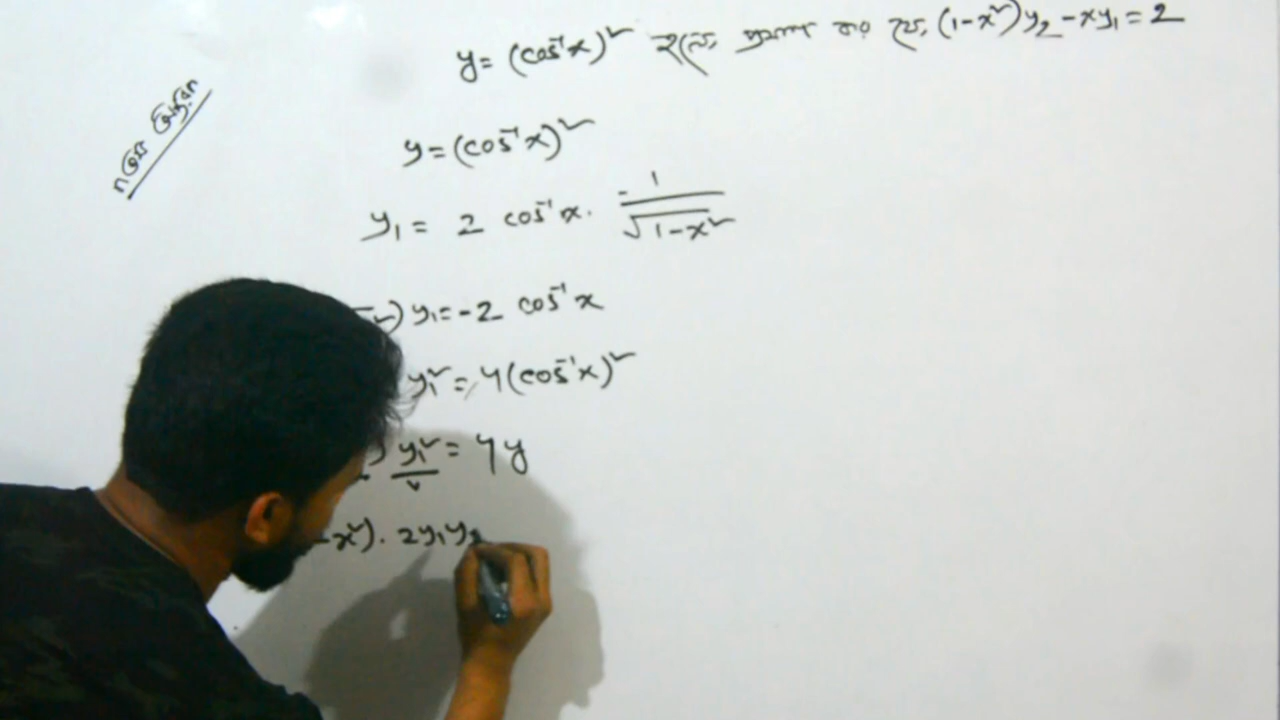 y = (cos⁻¹x)² হলে প্রমাণ কর যে, (1-x²)y₂ - xy₁ = 2
y = (cos⁻¹x)²
y₁ = 2 cos⁻¹x. -1/√1-x²
y₁ = -2 cos⁻¹x
y₁² = 4(cos⁻¹x)²
y₁² = 4y
-x²). 2y₁y₂